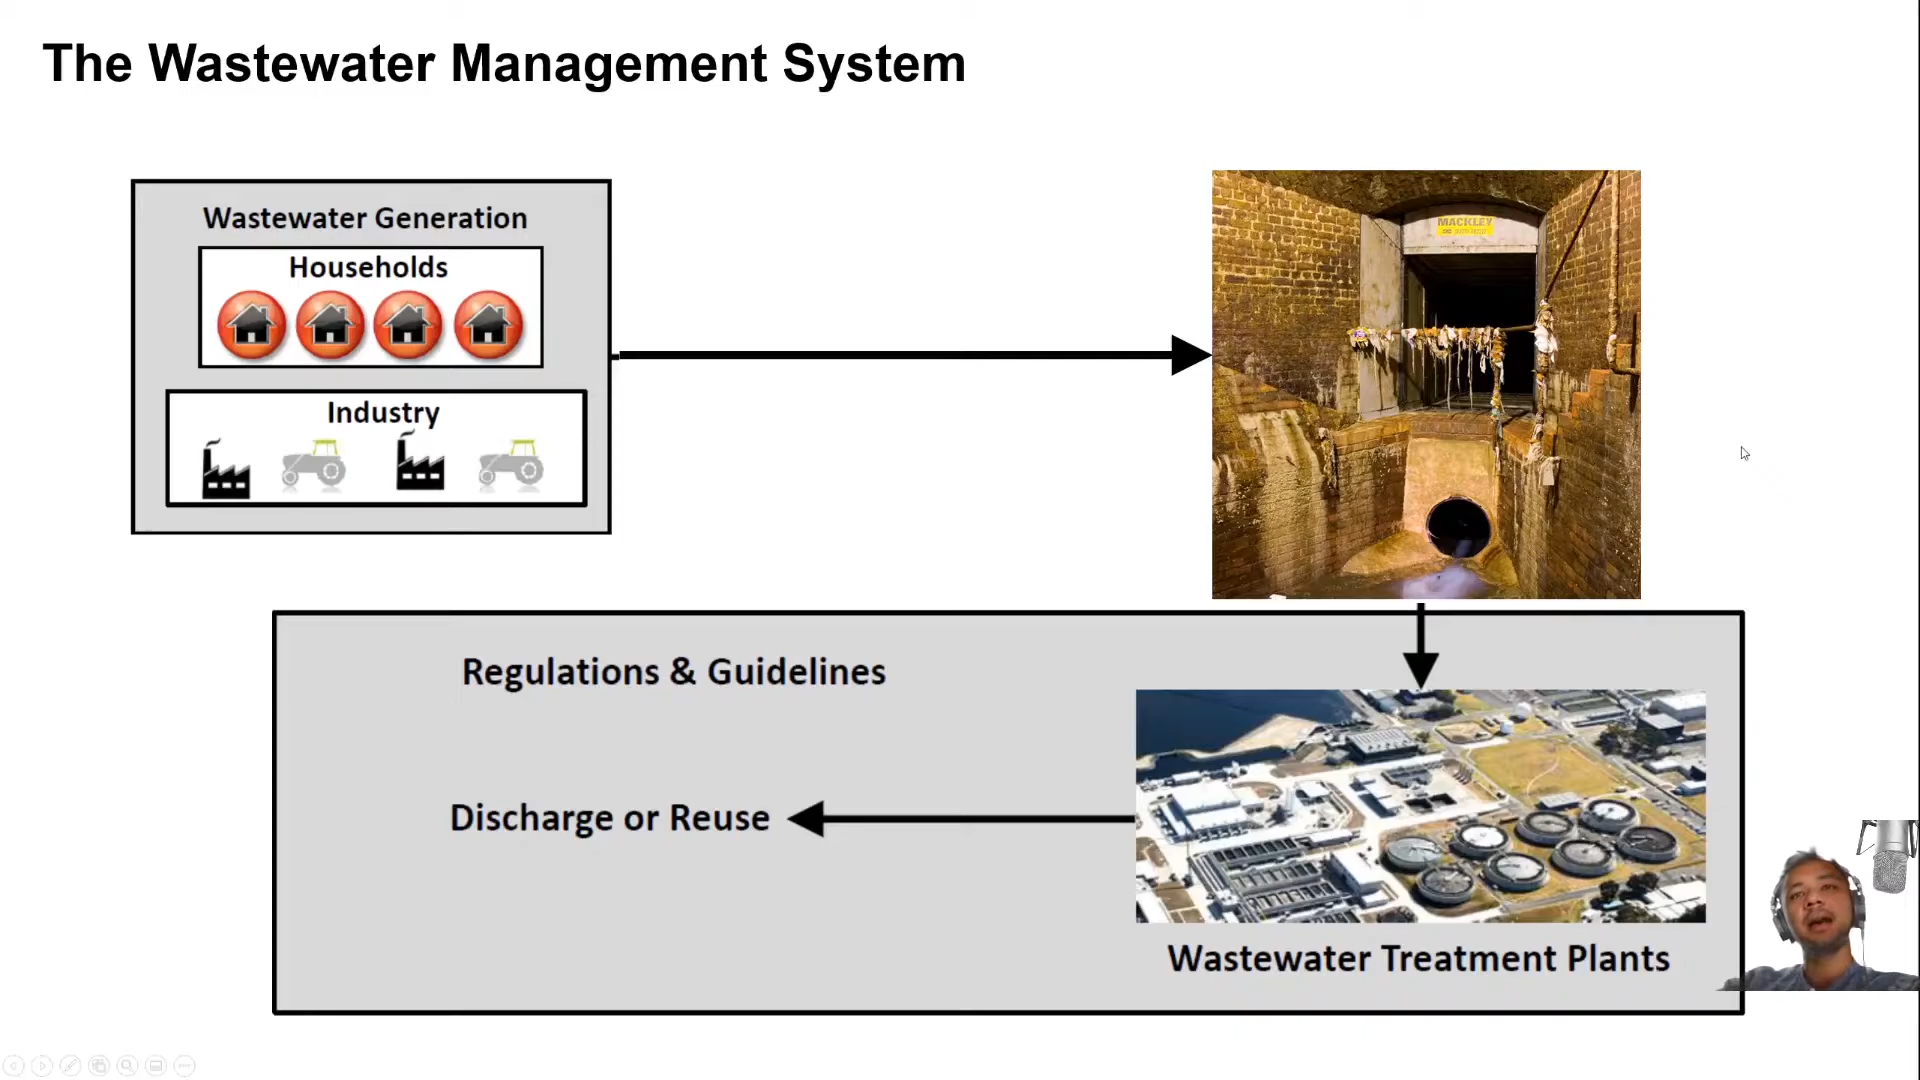 The Wastewater Management System
Wastewater Generation
Households
Industry
MACKLEY
Regulations & Guidelines
Discharge or Reuse
Wastewater Treatment Plants